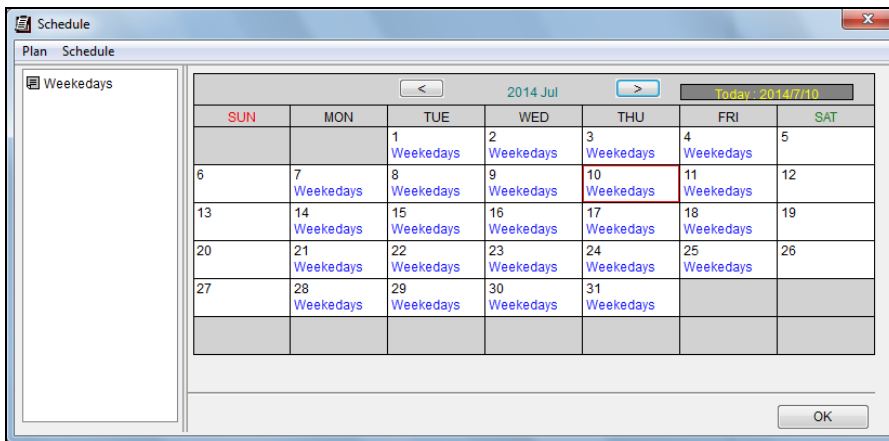 Schedule
Plan Schedule
Weekedays
< 2014 Jul > Today : 2014/7/10
SUN MON TUE WED THU FRI SAT
1 2 3 4 5
Weekedays Weekedays Weekedays Weekedays
6 7 8 9 10 11 12
Weekedays Weekedays Weekedays Weekedays Weekedays
13 14 15 16 17 18 19
Weekedays Weekedays Weekedays Weekedays Weekedays
20 21 22 23 24 25 26
Weekedays Weekedays Weekedays Weekedays Weekedays
27 28 29 30 31
Weekedays Weekedays Weekedays Weekedays
OK